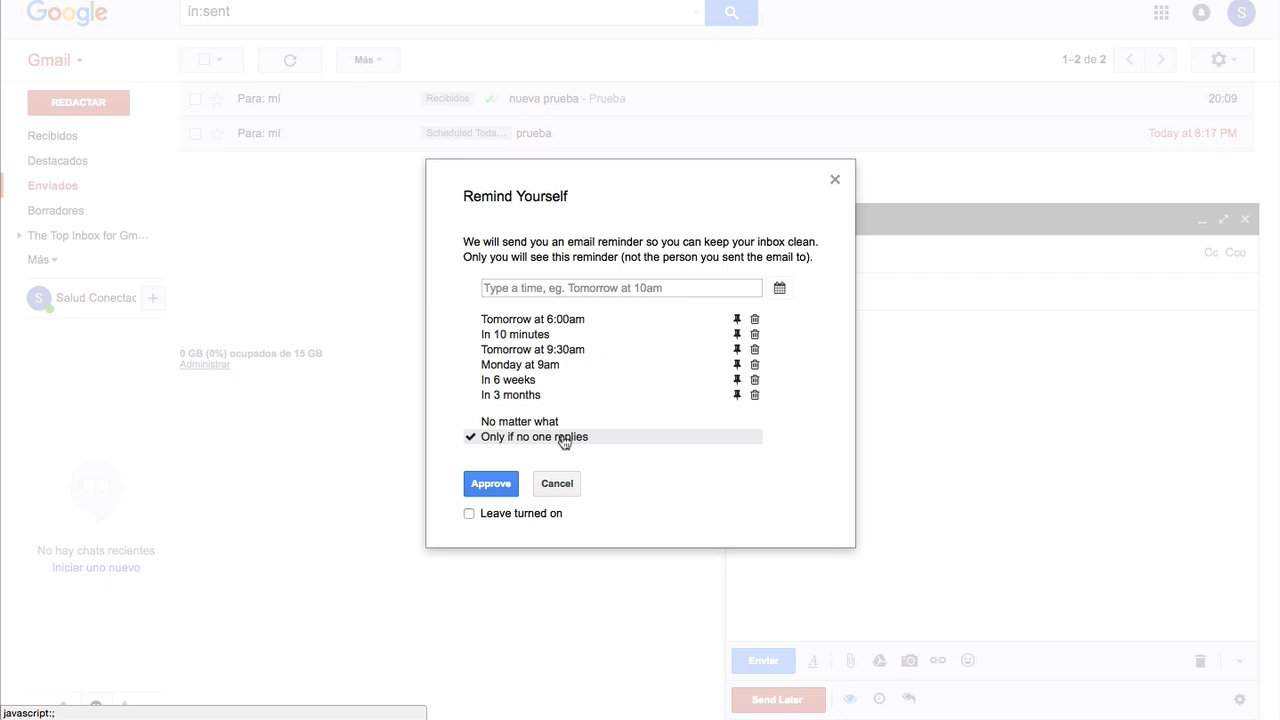 Google
in:sent
S
Gmail
Más
1–2 de 2
REDACTAR
Para: mí Recibidos nueva prueba - Prueba 20:09
Para: mí Scheduled Toda... prueba Today at 8:17 PM
Recibidos
Destacados
Enviados
Borradores
The Top Inbox for Gm...
Más
S Salud Conectac
0 GB (0%) ocupados de 15 GB
Administrar
No hay chats recientes
Iniciar uno nuevo
Remind Yourself
We will send you an email reminder so you can keep your inbox clean.
Only you will see this reminder (not the person you sent the email to).
Type a time, eg. Tomorrow at 10am
Tomorrow at 6:00am
In 10 minutes
Tomorrow at 9:30am
Monday at 9am
In 6 weeks
In 3 months
No matter what
Only if no one replies
Approve Cancel
Leave turned on
Cc Cco
Enviar
Send Later
javascript:;